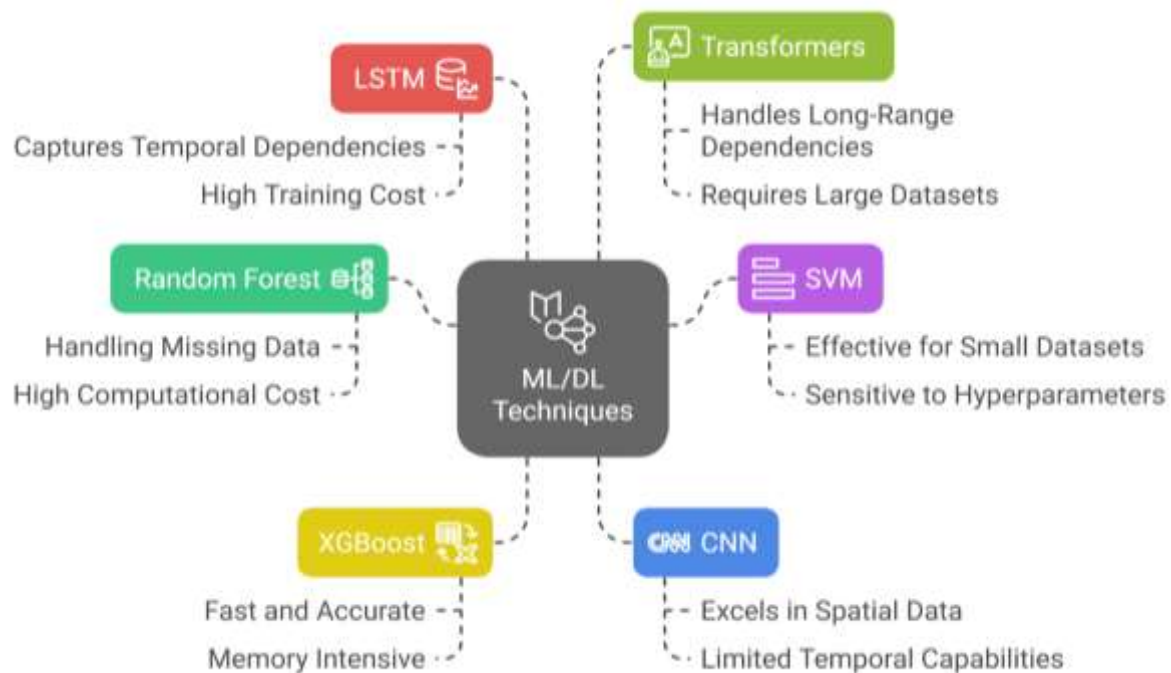 LSTM
Captures Temporal Dependencies
High Training Cost
Transformers
Handles Long-Range
Dependencies
Requires Large Datasets
Random Forest
Handling Missing Data
High Computational Cost
ML/DL
Techniques
SVM
Effective for Small Datasets
Sensitive to Hyperparameters
XGBoost
Fast and Accurate
Memory Intensive
CNN CNN
Excels in Spatial Data
Limited Temporal Capabilities